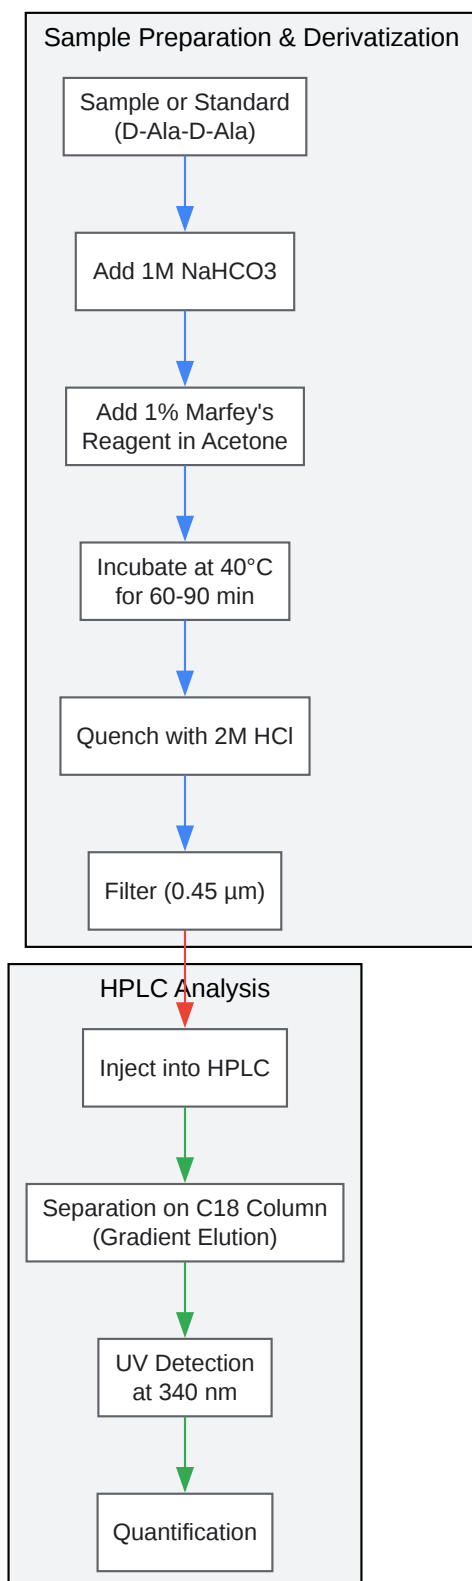 Sample Preparation & Derivatization
Sample or Standard
(D-Ala-D-Ala)
Add 1M NaHCO3
Add 1% Marfey's
Reagent in Acetone
Incubate at 40°C
for 60-90 min
Quench with 2M HCl
Filter (0.45 µm)
HPLC Analysis
Inject into HPLC
Separation on C18 Column
(Gradient Elution)
UV Detection
at 340 nm
Quantification